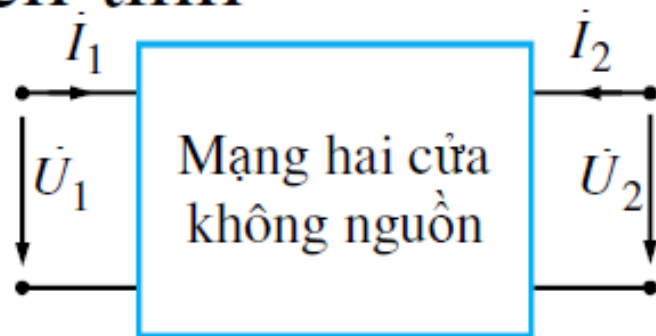 İ₁
İ₂
Mạng hai cửa
không nguồn
U̇₁
U̇₂